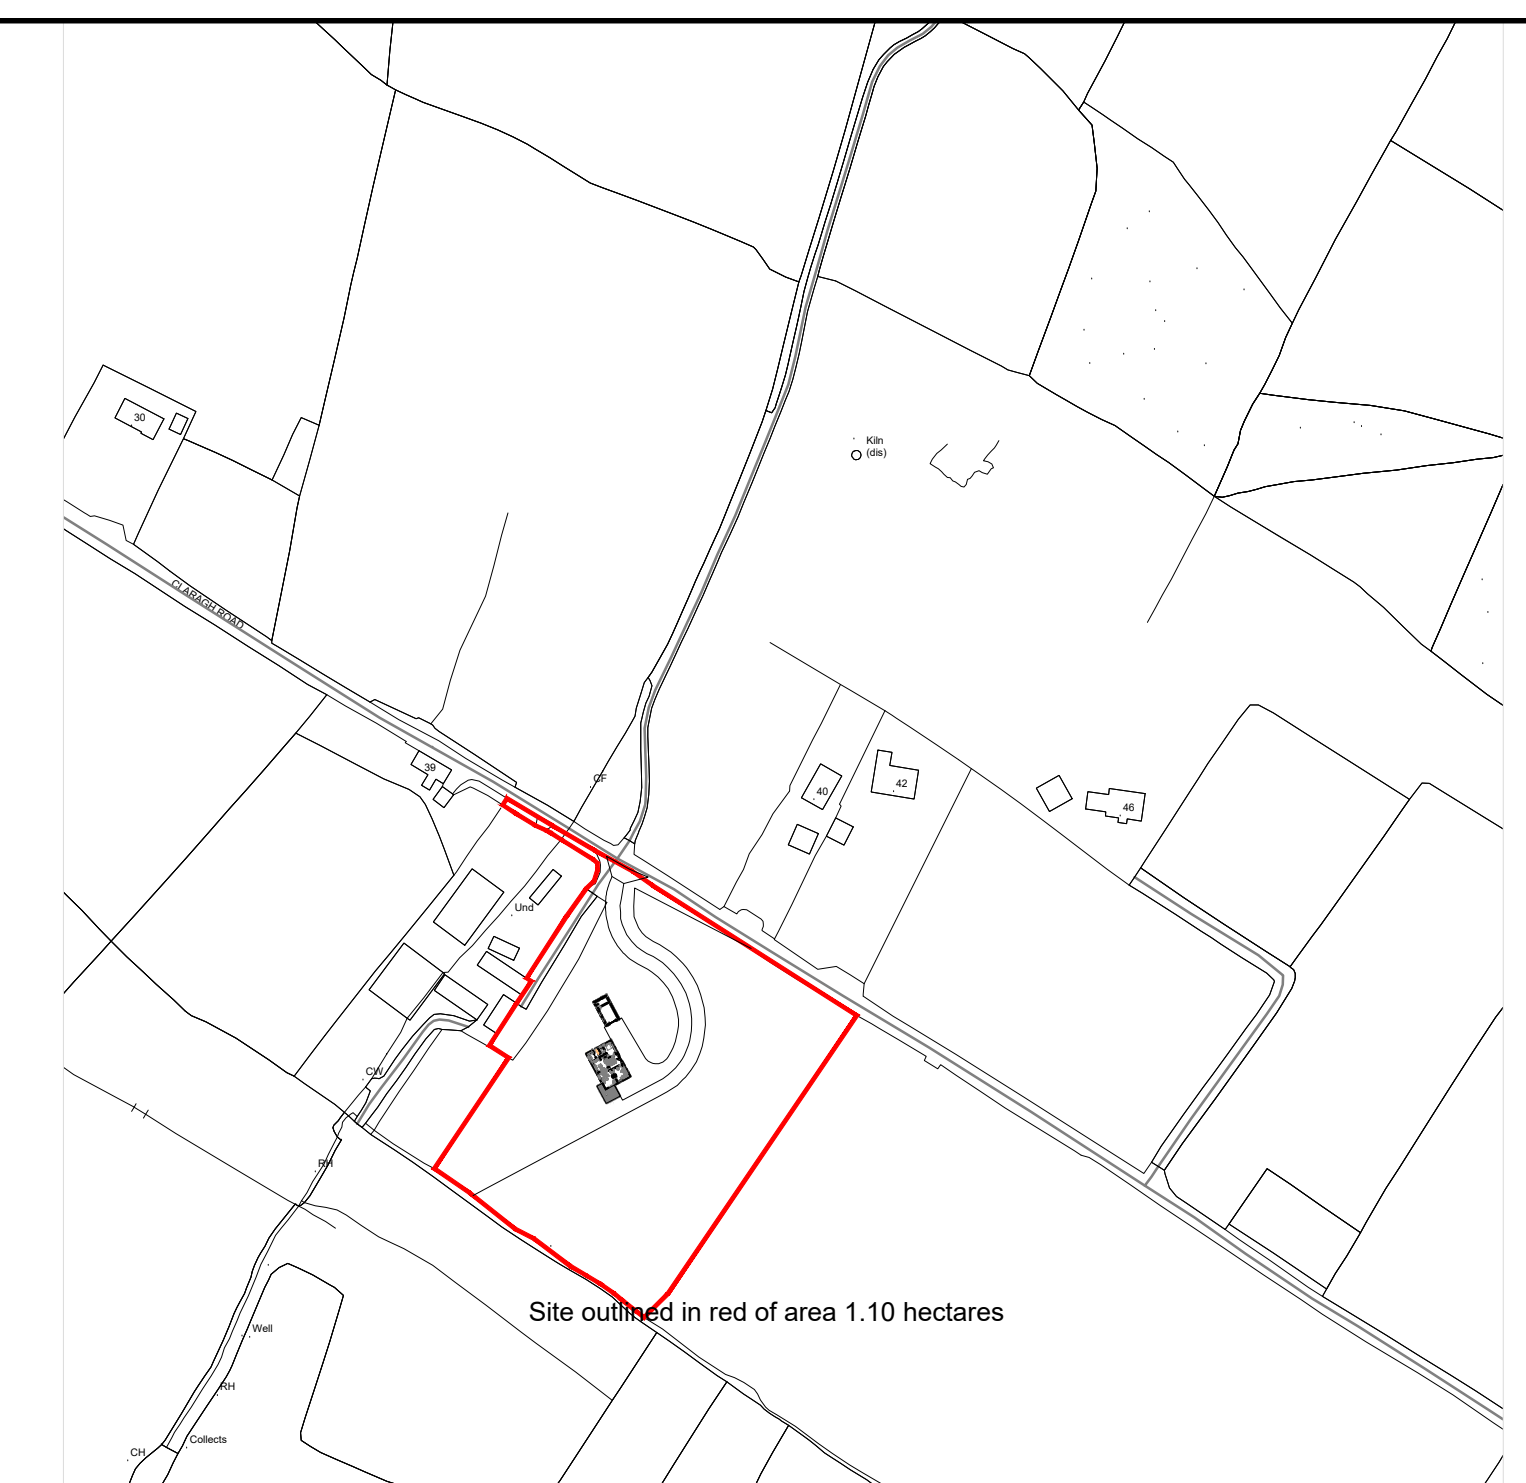 30
Kiln
(dis)
CLARAGH ROAD
39
CF
40
42
46
Und
CW
RH
Site outlined in red of area 1.10 hectares
Well
RH
Collects
CH